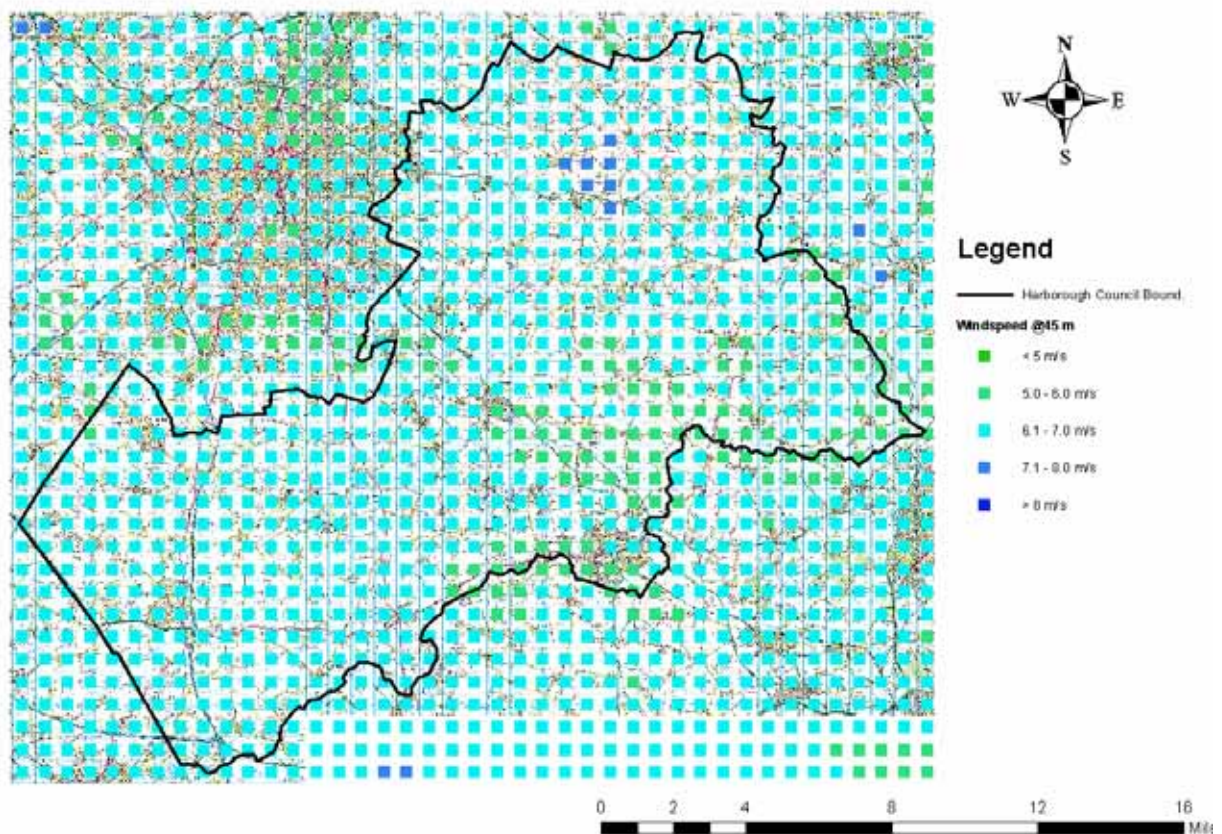 N
W E
S
Legend
Harborough Council Bound
Windspeed @45 m
< 5 m/s
5.0 - 6.0 m/s
6.1 - 7.0 m/s
7.1 - 8.0 m/s
> 8 m/s
0 2 4 8 12 16
Mile